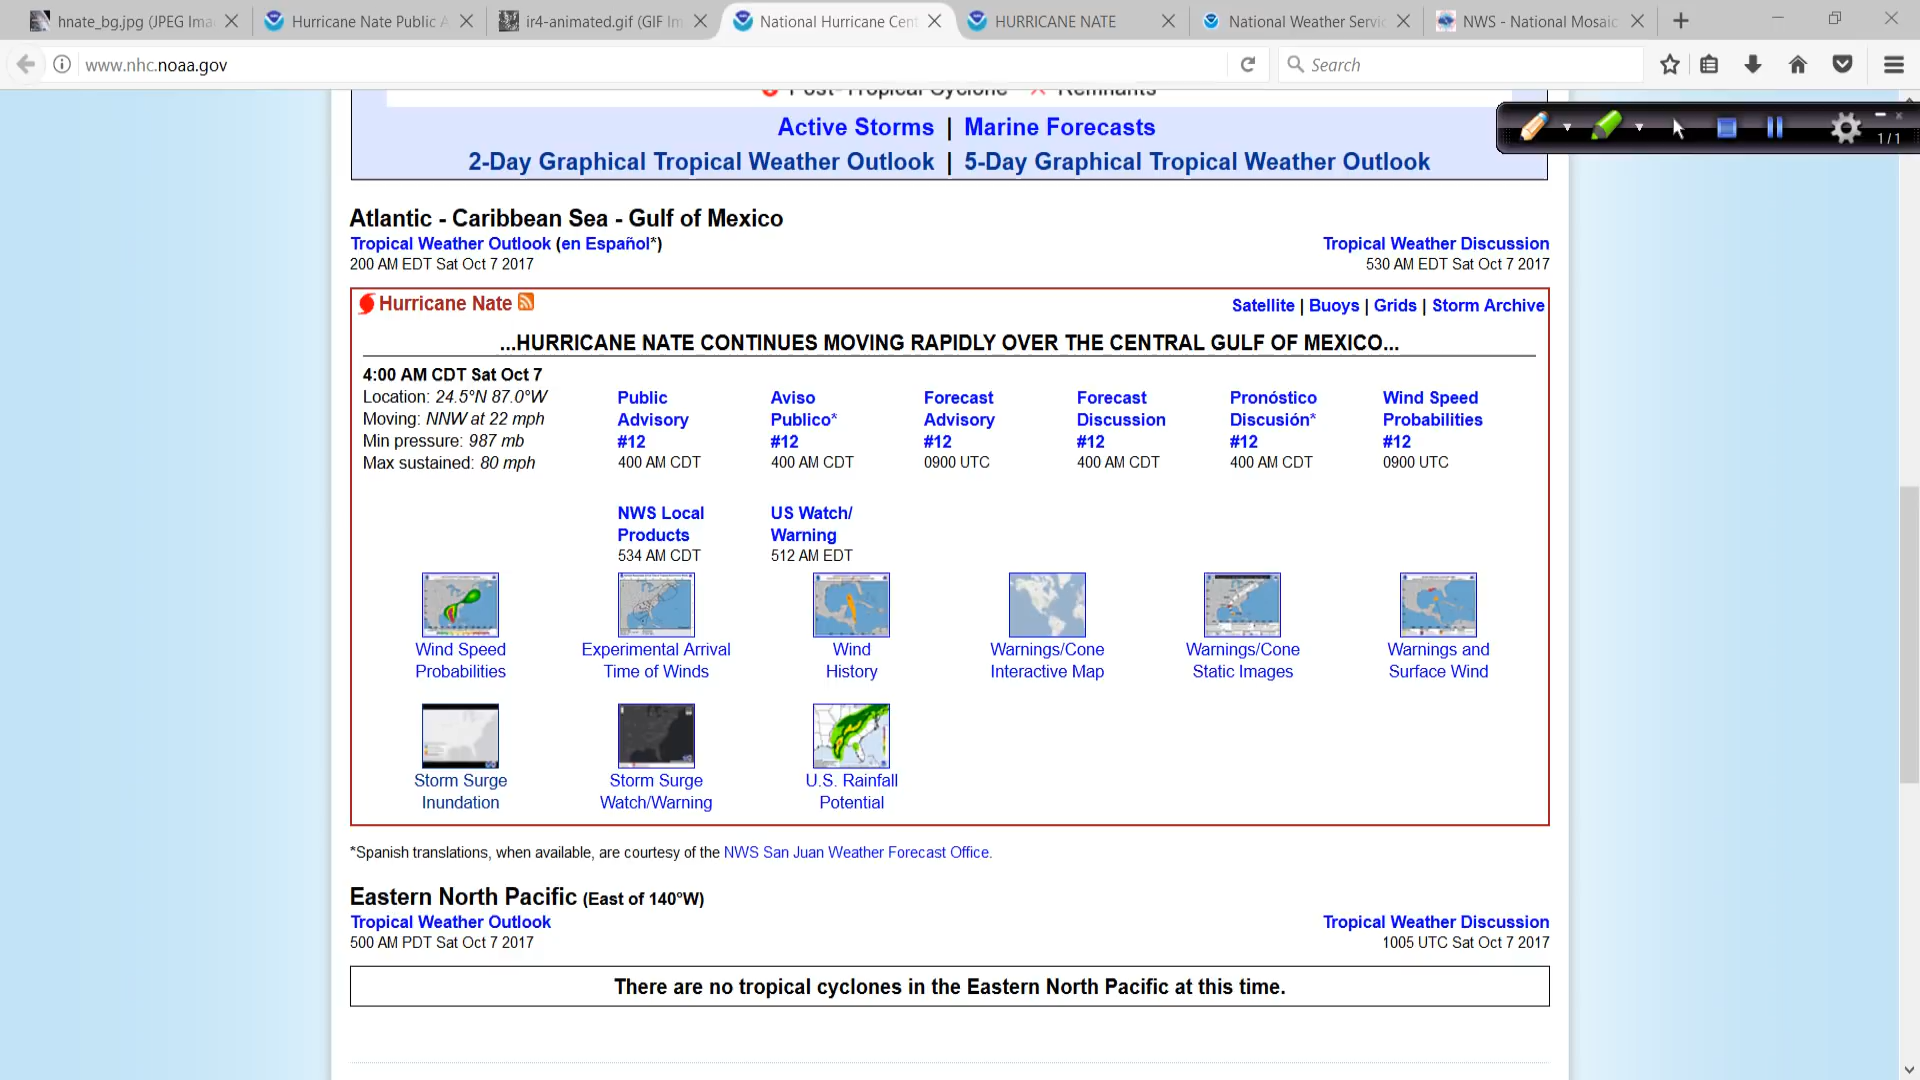 hnate_bg.jpg (JPEG Ima
Hurricane Nate Public A
ir4-animated.gif (GIF Im
National Hurricane Cent
HURRICANE NATE
National Weather Servic
NWS - National Mosaic
www.nhc.noaa.gov
Search
Post-Tropical Cyclone Remnants
1/1
Active Storms | Marine Forecasts
2-Day Graphical Tropical Weather Outlook | 5-Day Graphical Tropical Weather Outlook
Atlantic - Caribbean Sea - Gulf of Mexico
Tropical Weather Outlook (en Español*)
Tropical Weather Discussion
200 AM EDT Sat Oct 7 2017
530 AM EDT Sat Oct 7 2017
Hurricane Nate
Satellite | Buoys | Grids | Storm Archive
...HURRICANE NATE CONTINUES MOVING RAPIDLY OVER THE CENTRAL GULF OF MEXICO...
4:00 AM CDT Sat Oct 7
Location: 24.5°N 87.0°W
Moving: NNW at 22 mph
Min pressure: 987 mb
Max sustained: 80 mph
Public
Advisory
#12
400 AM CDT
Aviso
Publico*
#12
400 AM CDT
Forecast
Advisory
#12
0900 UTC
Forecast
Discussion
#12
400 AM CDT
Pronóstico
Discusión*
#12
400 AM CDT
Wind Speed
Probabilities
#12
0900 UTC
NWS Local
Products
534 AM CDT
US Watch/
Warning
512 AM EDT
Wind Speed
Probabilities
Experimental Arrival
Time of Winds
Wind
History
Warnings/Cone
Interactive Map
Warnings/Cone
Static Images
Warnings and
Surface Wind
Storm Surge
Inundation
Storm Surge
Watch/Warning
U.S. Rainfall
Potential
*Spanish translations, when available, are courtesy of the NWS San Juan Weather Forecast Office.
Eastern North Pacific (East of 140°W)
Tropical Weather Outlook
Tropical Weather Discussion
500 AM PDT Sat Oct 7 2017
1005 UTC Sat Oct 7 2017
There are no tropical cyclones in the Eastern North Pacific at this time.